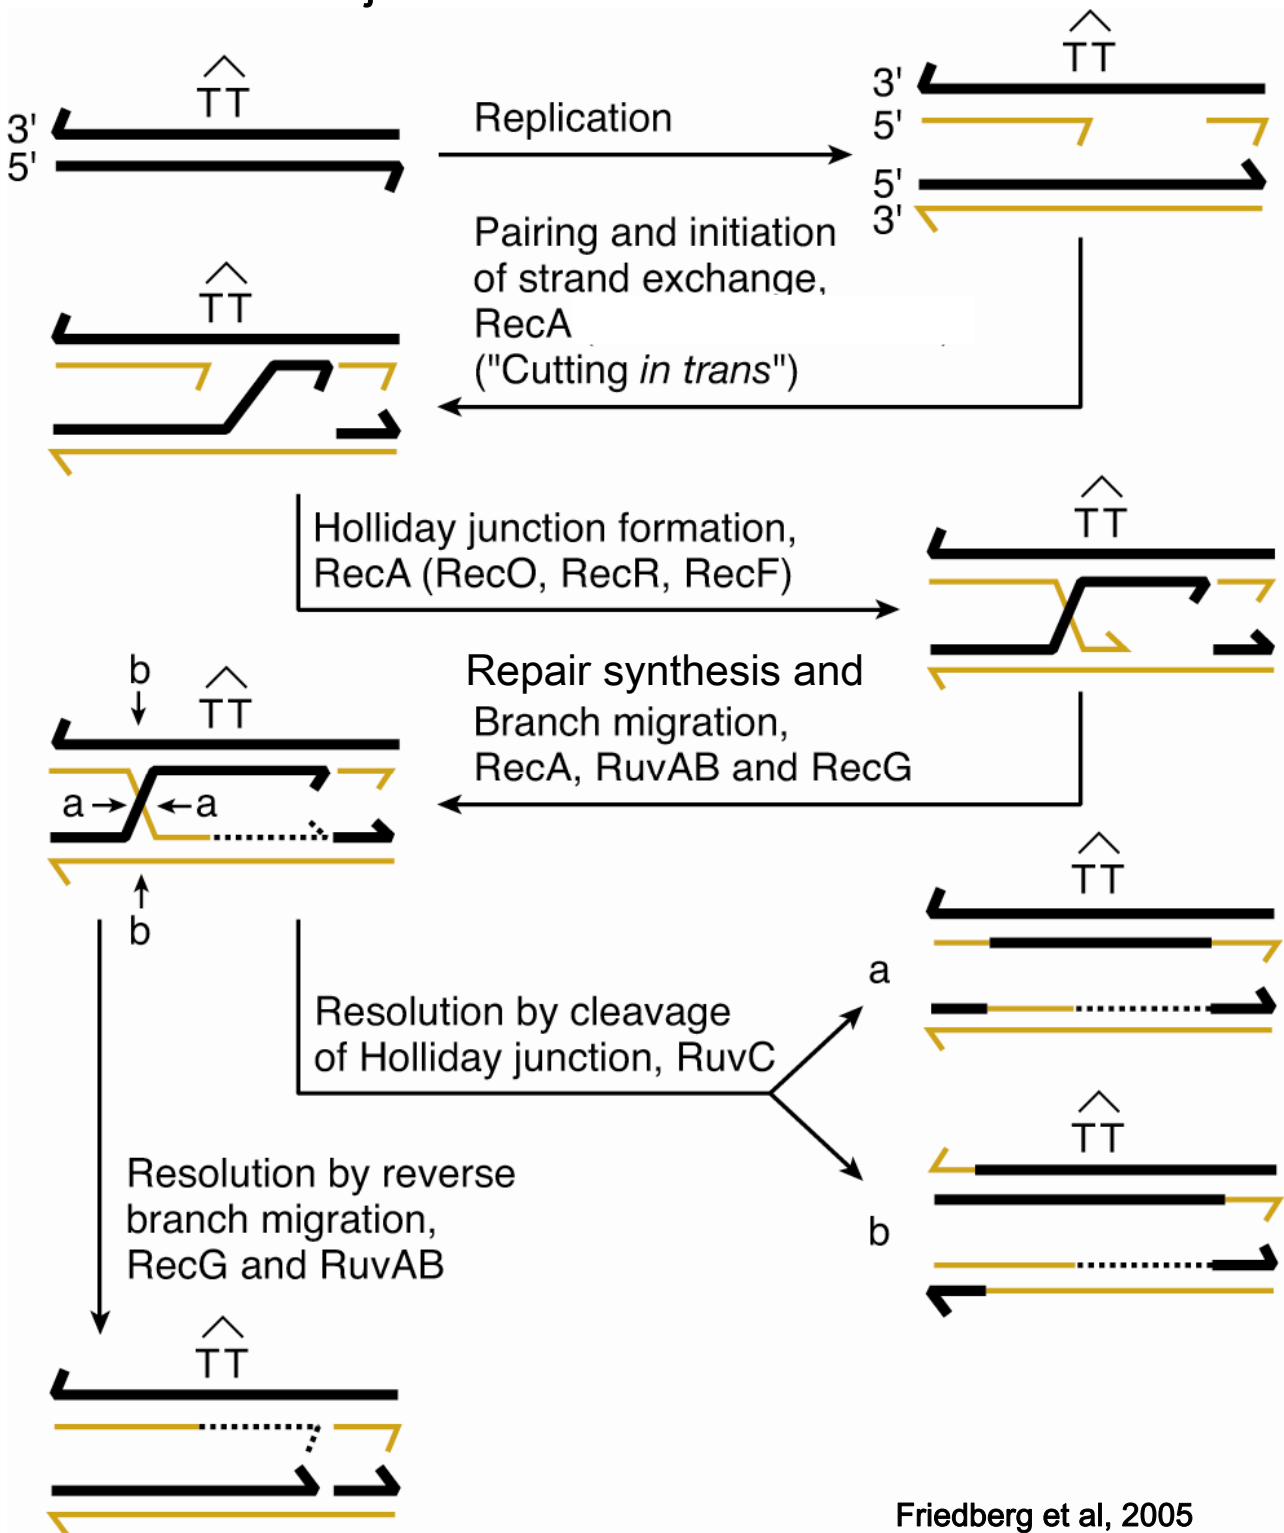 TT
3'
5'
Replication
TT
3'
5'
5'
3'
Pairing and initiation
of strand exchange,
RecA
("Cutting in trans")
TT
Holliday junction formation,
RecA (RecO, RecR, RecF)
TT
Repair synthesis and
Branch migration,
RecA, RuvAB and RecG
b
TT
a
a
b
Resolution by cleavage
of Holliday junction, RuvC
TT
a
TT
b
Resolution by reverse
branch migration,
RecG and RuvAB
TT
Friedberg et al, 2005